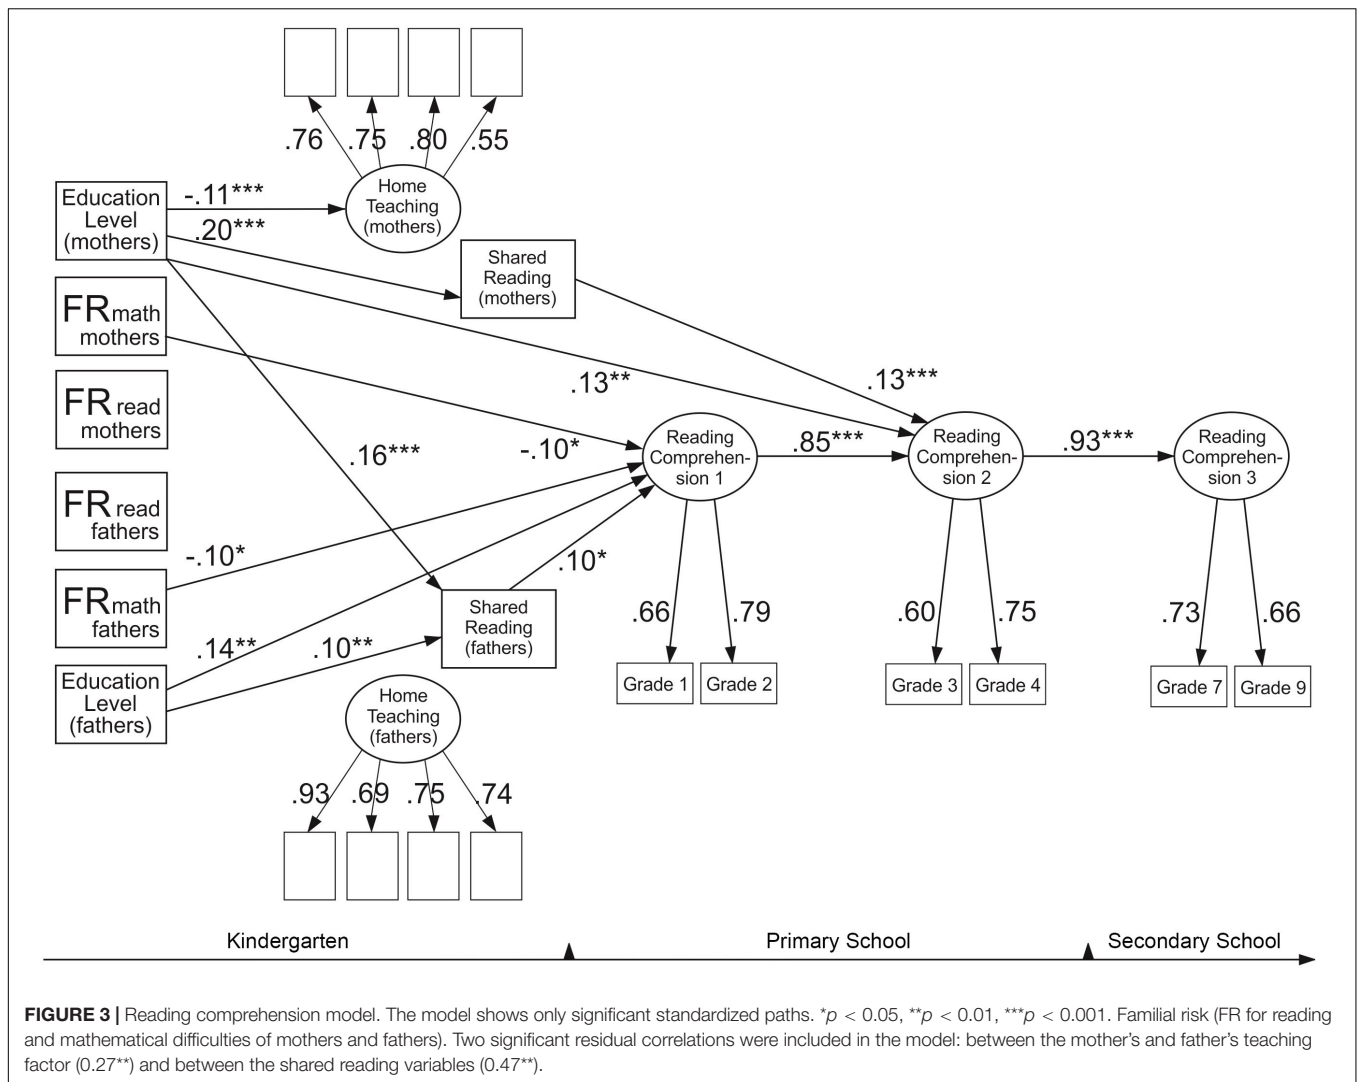 .76 .75 .80 .55
Education
Level
(mothers)
-.11***
.20***
Home
Teaching
(mothers)
Shared
Reading
(mothers)
FR math
mothers
.13**
.13***
FR read
mothers
.16***
-.10*
Reading
Comprehen-
sion 1
.85***
Reading
Comprehen-
sion 2
.93***
Reading
Comprehen-
sion 3
FR read
fathers
-.10*
.10*
FR math
fathers
.14**
.10**
Shared
Reading
(fathers)
.66 .79 .60 .75 .73 .66
Grade 1 Grade 2 Grade 3 Grade 4 Grade 7 Grade 9
Education
Level
(fathers)
Home
Teaching
(fathers)
.93 .69 .75 .74
Kindergarten Primary School Secondary School
FIGURE 3 | Reading comprehension model. The model shows only significant standardized paths. *p < 0.05, **p < 0.01, ***p < 0.001. Familial risk (FR for reading
and mathematical difficulties of mothers and fathers). Two significant residual correlations were included in the model: between the mother's and father's teaching
factor (0.27**) and between the shared reading variables (0.47**).